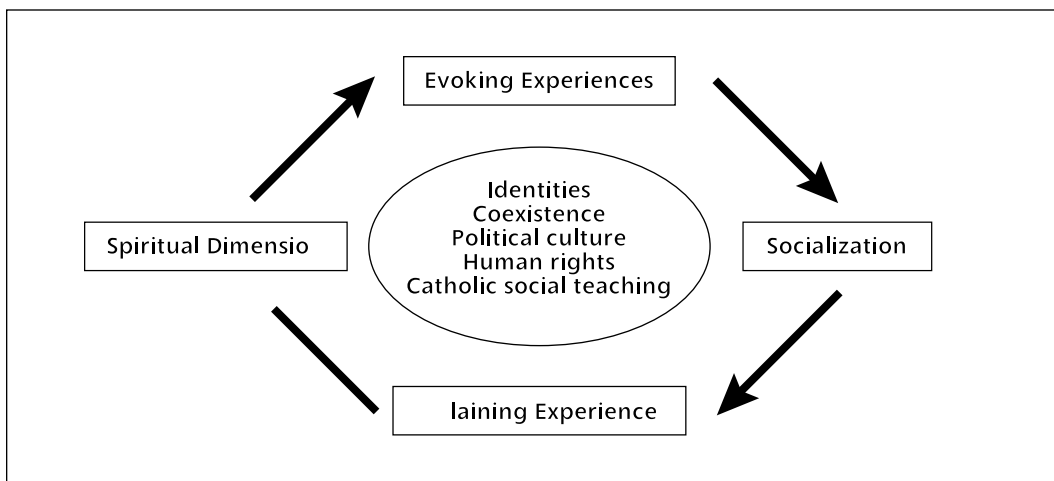 Evoking Experiences
Identities
Coexistence
Political culture
Human rights
Catholic social teaching
Spiritual Dimensio
Socialization
laining Experience